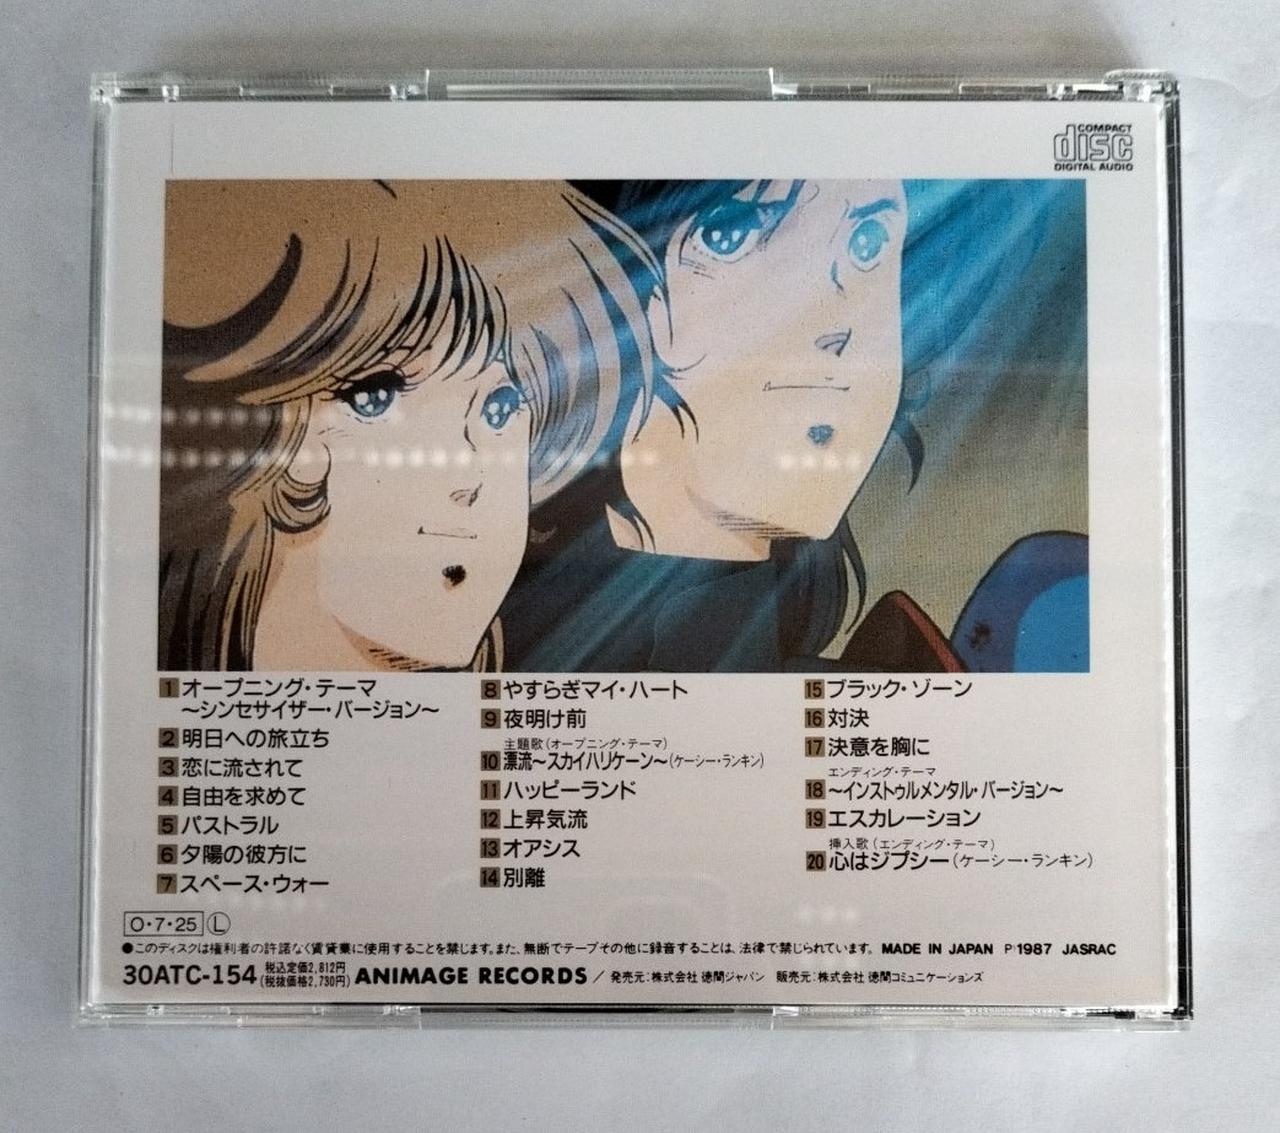 COMPACT
disc
DIGITAL AUDIO
1 オープニング・テーマ
〜シンセサイザー・バージョン〜
2 明日への旅立ち
3 恋に流されて
4 自由を求めて
5 パストラル
6 夕陽の彼方に
7 スペース・ウォー
8 やすらぎマイ・ハート
9 夜明け前
主題歌(オープニング・テーマ)
10 漂流〜スカイハリケーン〜(ケーシー・ランキン)
11 ハッピーランド
12 上昇気流
13 オアシス
14 別離
15 ブラック・ゾーン
16 対決
17 決意を胸に
エンディング・テーマ
18 〜インストゥルメンタル・バージョン〜
19 エスカレーション
挿入歌(エンディング・テーマ)
20 心はジプシー(ケーシー・ランキン)
O・7・25 Ⓛ
●このディスクは権利者の許諾なく賃貸業に使用することを禁じます。また、無断でテープその他に録音することは、法律で禁じられています。 MADE IN JAPAN P1987 JASRAC
30ATC-154 税込定価2,812円 (税抜価格2,730円) ANIMAGE RECORDS / 発売元:株式会社 徳間ジャパン 販売元:株式会社 徳間コミュニケーションズ